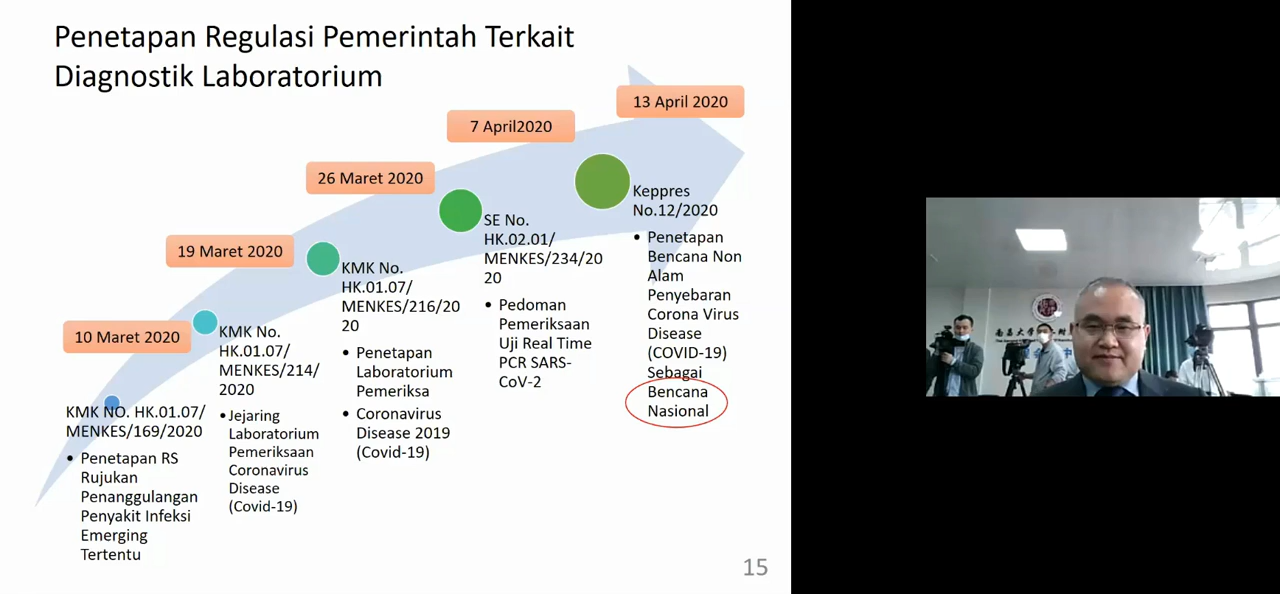 Penetapan Regulasi Pemerintah Terkait
Diagnostik Laboratorium
10 Maret 2020
KMK NO. HK.01.07/
MENKES/169/2020
• Penetapan RS
Rujukan
Penanggulangan
Penyakit Infeksi
Emerging
Tertentu
19 Maret 2020
KMK No.
HK.01.07/
MENKES/214/
2020
• Jejaring
Laboratorium
Pemeriksaan
Coronavirus
Disease
(Covid-19)
26 Maret 2020
KMK No.
HK.01.07/
MENKES/216/20
20
• Penetapan
Laboratorium
Pemeriksa
• Coronavirus
Disease 2019
(Covid-19)
7 April2020
SE No.
HK.02.01/
MENKES/234/20
20
• Pedoman
Pemeriksaan
Uji Real Time
PCR SARS-
CoV-2
13 April 2020
Keppres
No.12/2020
• Penetapan
Bencana Non
Alam
Penyebaran
Corona Virus
Disease
(COVID-19)
Sebagai
Bencana
Nasional
15
南昌大学